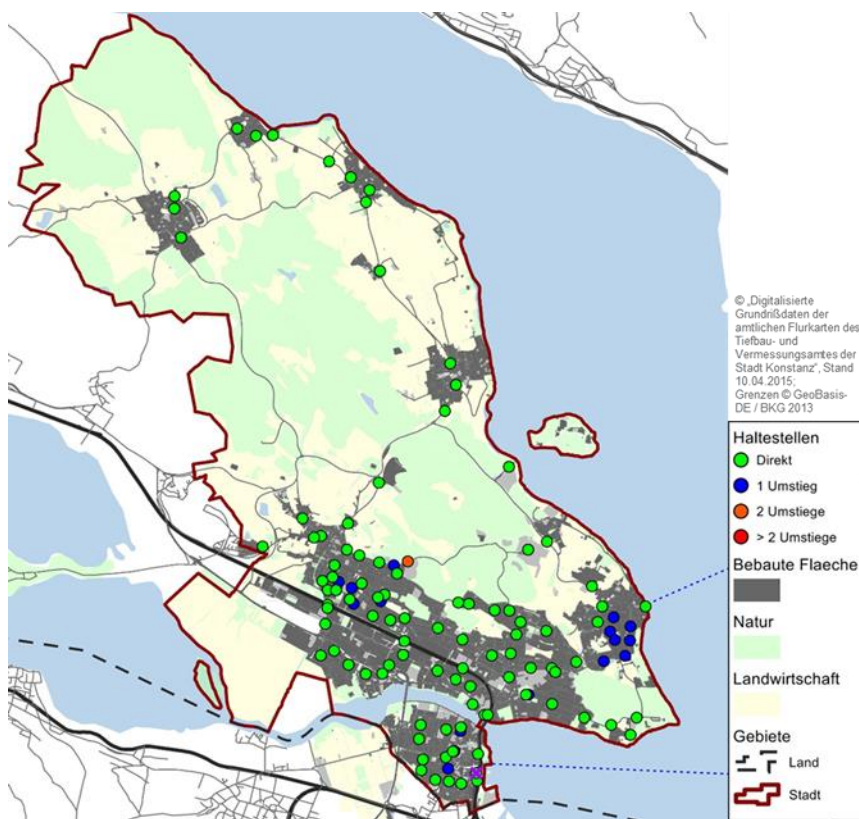 © „Digitalisierte
Grundrißdaten der
amtlichen Flurkarten des
Tiefbau- und
Vermessungsamtes der
Stadt Konstanz", Stand
10.04.2015;
Grenzen © GeoBasis-
DE / BKG 2013
Haltestellen
Direkt
1 Umstieg
2 Umstiege
> 2 Umstiege
Bebaute Flaeche
Natur
Landwirtschaft
Gebiete
Land
Stadt